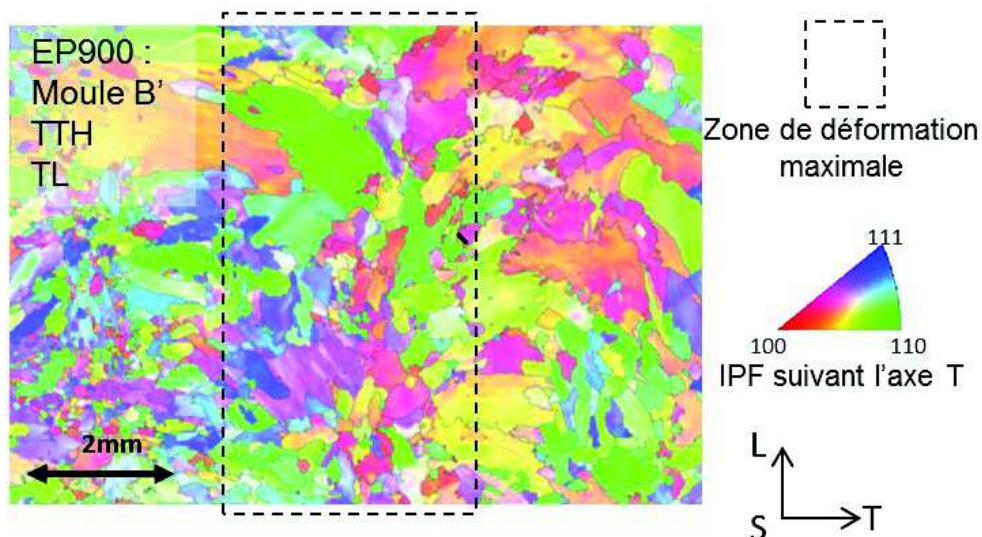 EP900 :
Moule B’
TTH
TL
2mm
Zone de déformation
maximale
111
100
110
IPF suivant l’axe T
L
S
T